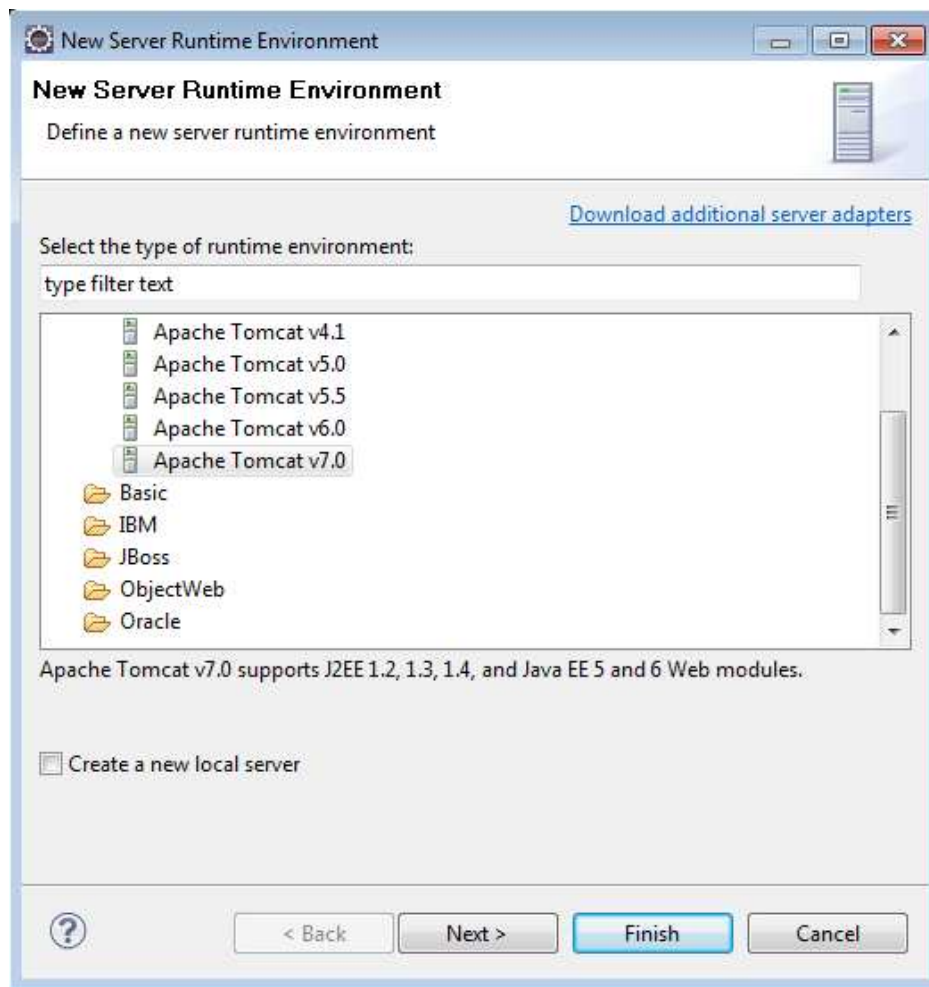 New Server Runtime Environment
New Server Runtime Environment
Define a new server runtime environment
Download additional server adapters
Select the type of runtime environment:
type filter text
Apache Tomcat v4.1
Apache Tomcat v5.0
Apache Tomcat v5.5
Apache Tomcat v6.0
Apache Tomcat v7.0
Basic
IBM
JBoss
ObjectWeb
Oracle
Apache Tomcat v7.0 supports J2EE 1.2, 1.3, 1.4, and Java EE 5 and 6 Web modules.
Create a new local server
? < Back Next > Finish Cancel